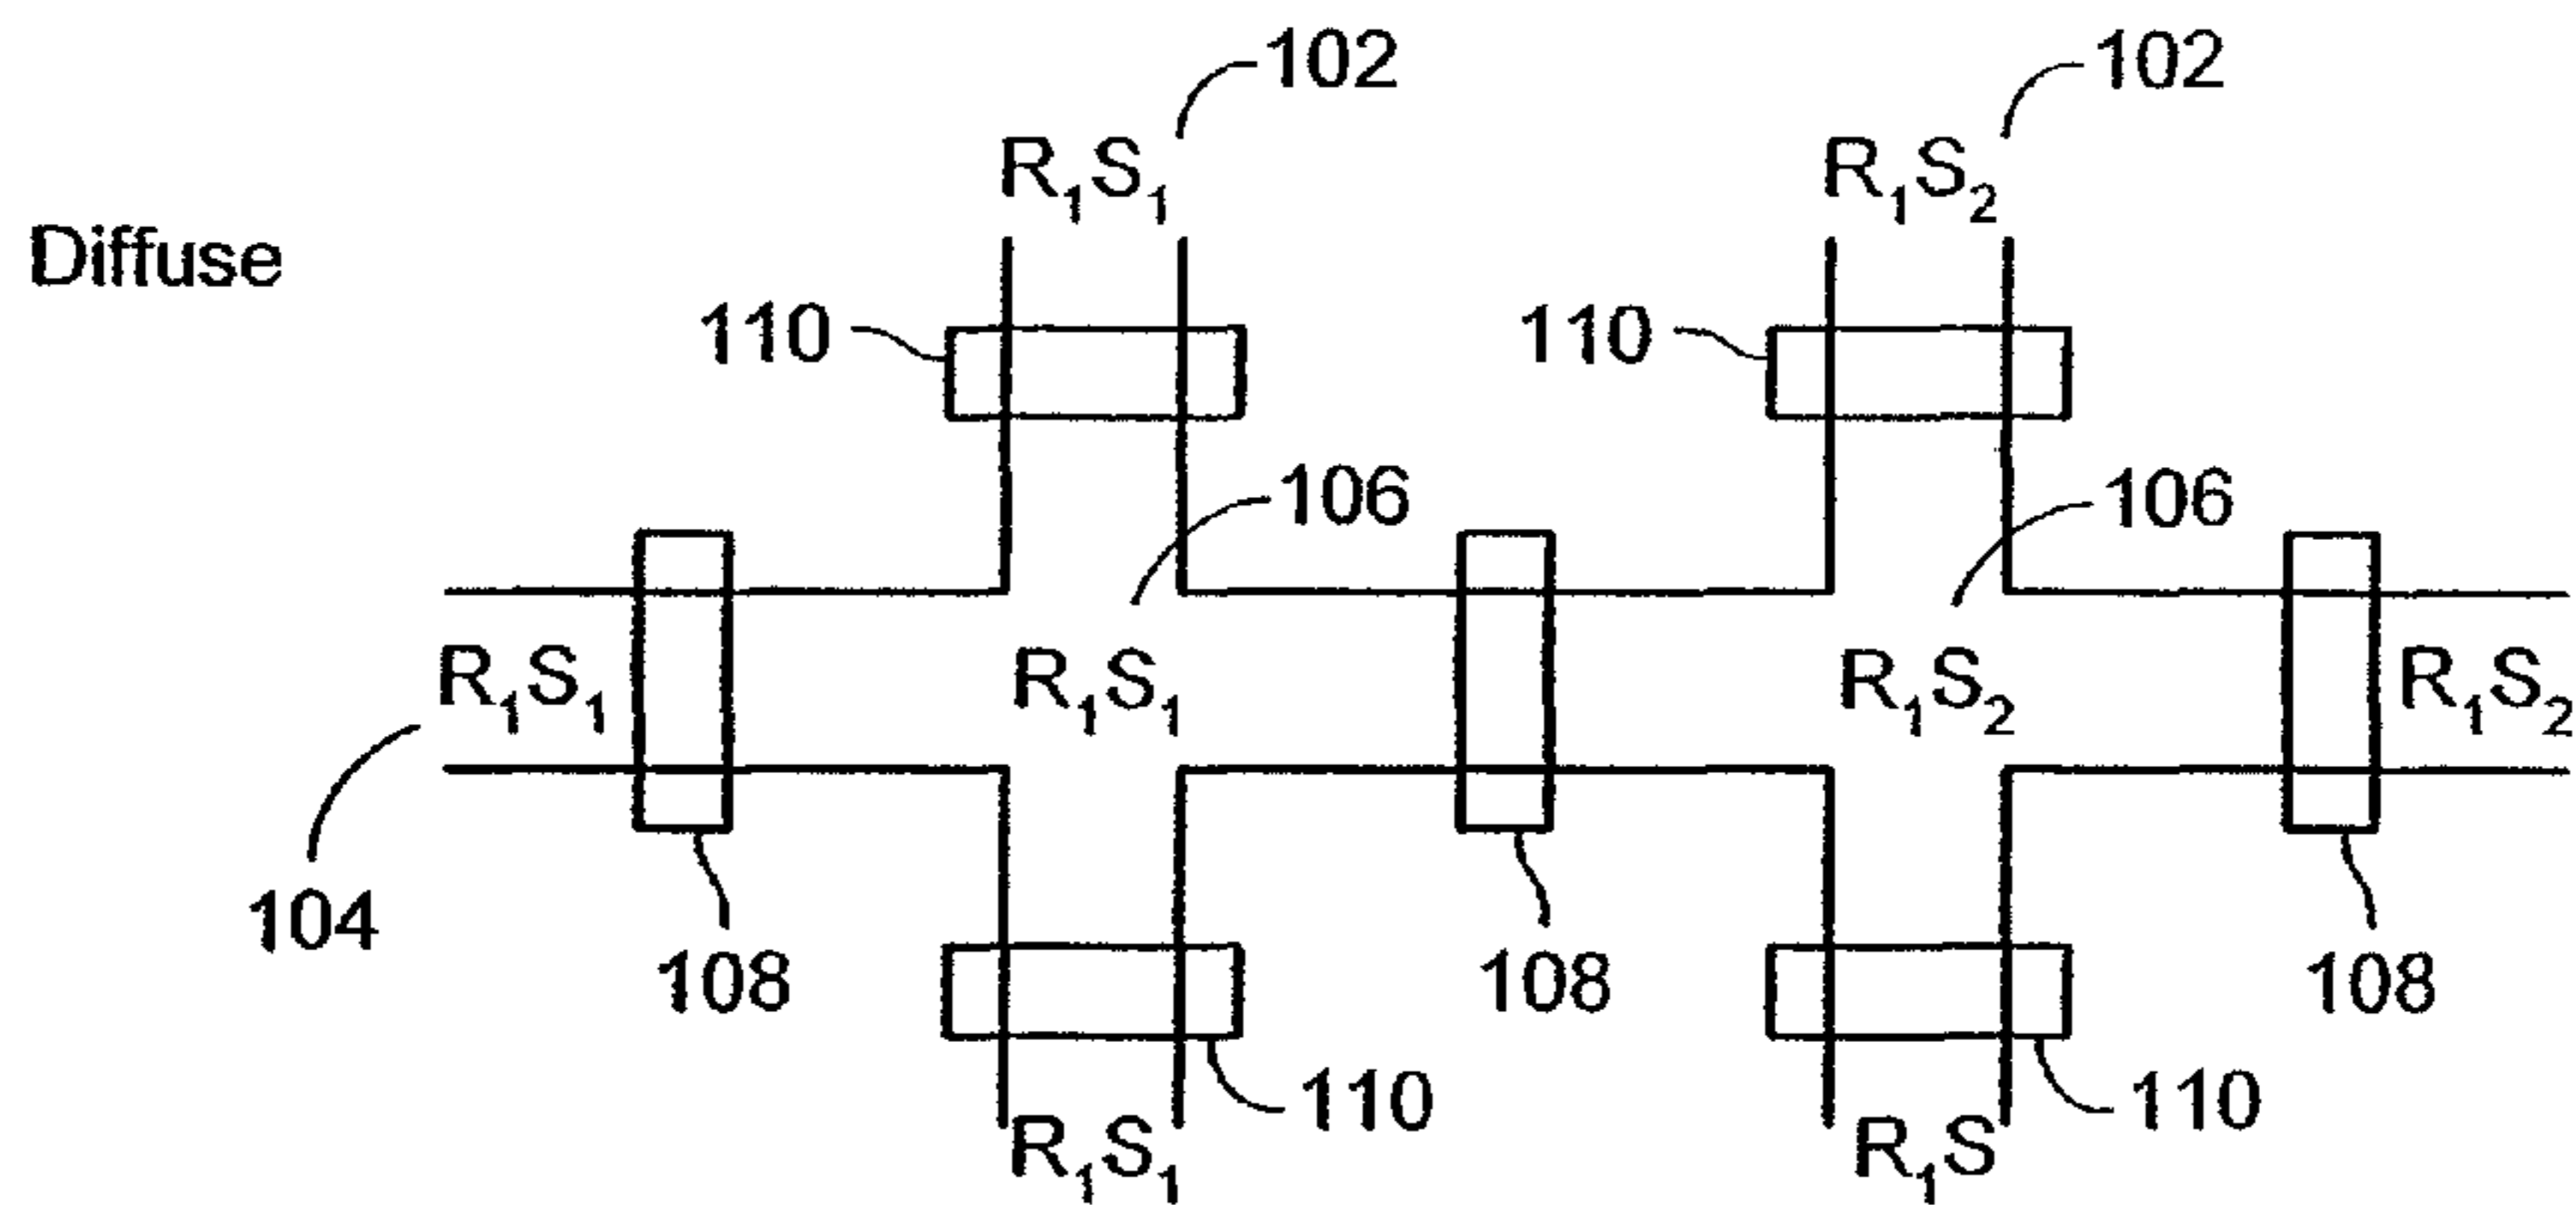 102 102
R₁S₁ R₁S₂
Diffuse
110 110
106 106
R₁S₁ R₁S₁ R₁S₂ R₁S₂
104 108 108 108
110 110
R₁S₁ R₁S